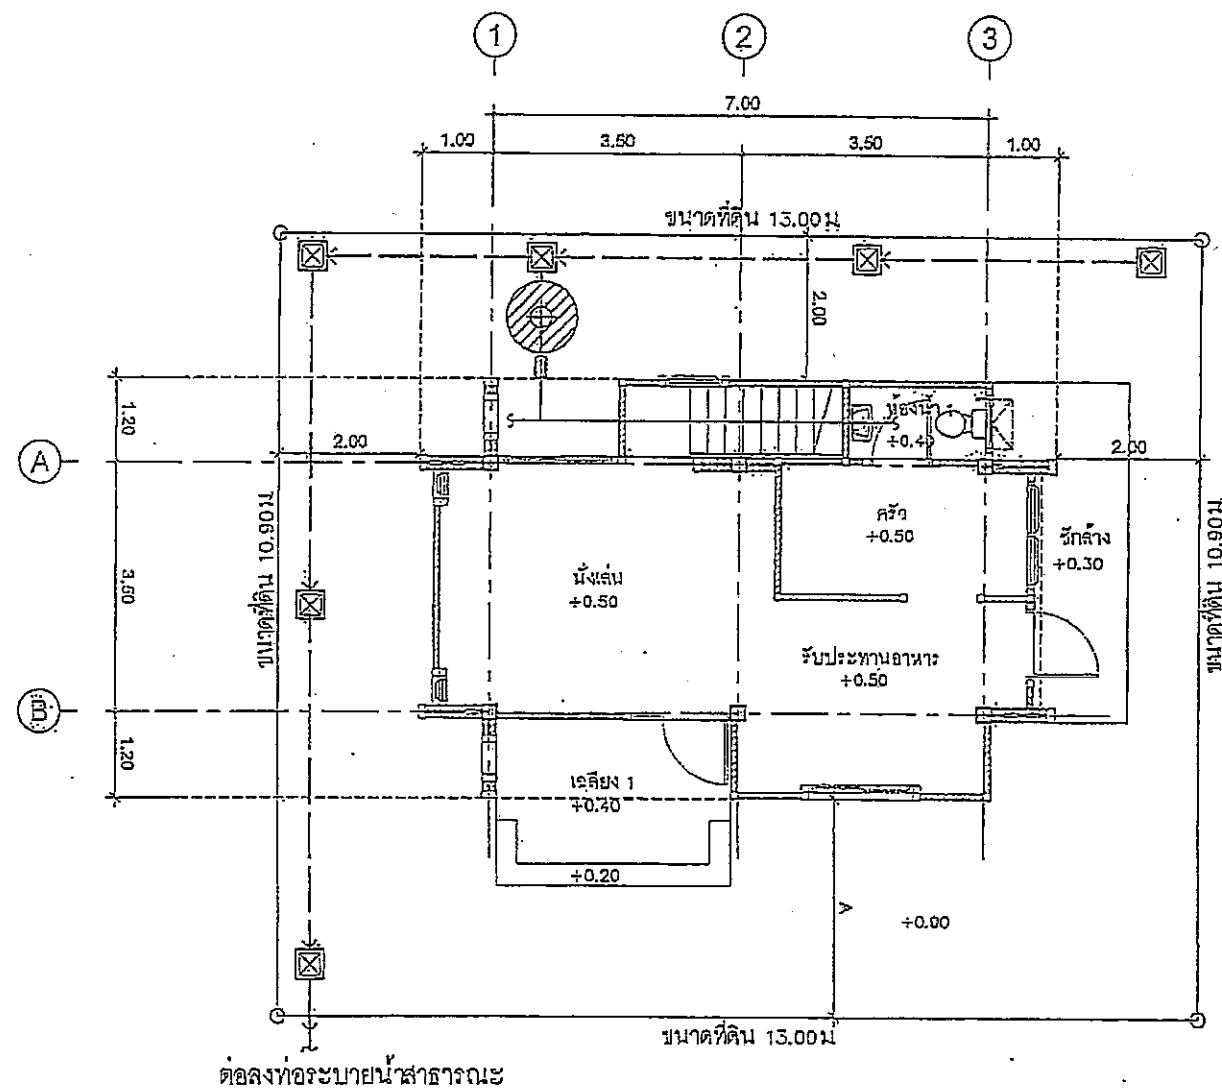 1
2
3
7.00
1.00
3.50
3.50
1.00
ขนาดที่ดิน 13.00ม
2.00
1.20
ห้องน้ำ
A
2.00
2.00
ครัว
+0.50
ซักล้าง
+0.30
ขนาดที่ดิน 10.90ม
ขนาดที่ดิน 10.90ม
นั่งเล่น
+0.50
รับประทานอาหาร
+0.50
B
1.20
เฉลียง 1
+0.40
+0.20
A
+0.00
ขนาดที่ดิน 13.00ม
ต่อลงท่อระบายน้ำสาธารณะ